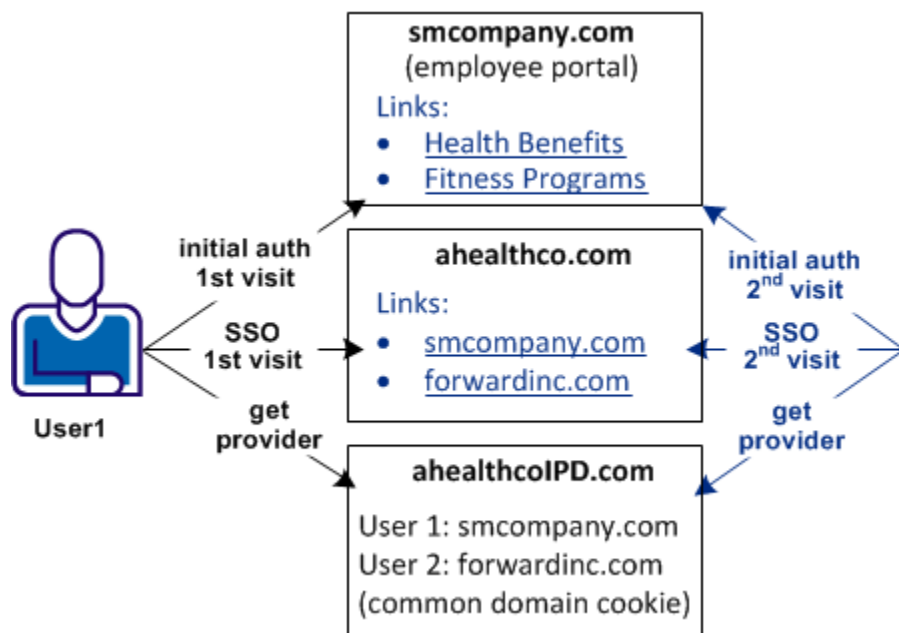 smcompany.com
(employee portal)
Links:
• Health Benefits
• Fitness Programs
initial auth
1st visit
initial auth
2nd visit
ahealthco.com
Links:
• smcompany.com
• forwardinc.com
SSO
1st visit
SSO
2nd visit
User1
get
provider
get
provider
ahealthcoIPD.com
User 1: smcompany.com
User 2: forwardinc.com
(common domain cookie)